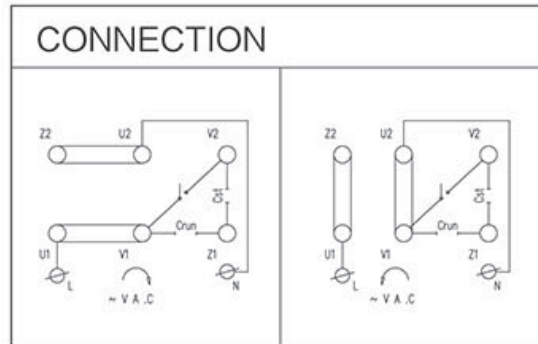 CONNECTION
Z2 U2 V2
Cst
Crun
U1 V1 Z1
L N
~ V A .C
Z2 U2 V2
Cst
Crun
U1 V1 Z1
L N
~ V A .C